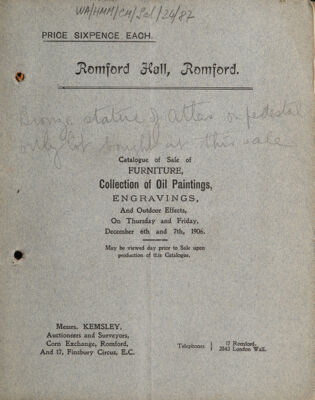 WA/HMM/CM/Sal/24/87
PRICE SIXPENCE EACH.
Romford Hall, Romford.
Bronze statue of Atlas on pedestal
only lot bought at this sale
Catalogue of Sale of
FURNITURE,
Collection of Oil Paintings,
ENGRAVINGS,
And Outdoor Effects,
On Thursday and Friday,
December 6th and 7th, 1906.
May be viewed day prior to Sale upon
production of this Catalogue.
Messrs. KEMSLEY,
Auctioneers and Surveyors,
Corn Exchange, Romford,
And 17, Finsbury Circus, E.C.
Telephones { 17 Romford.
2843 London Wall.